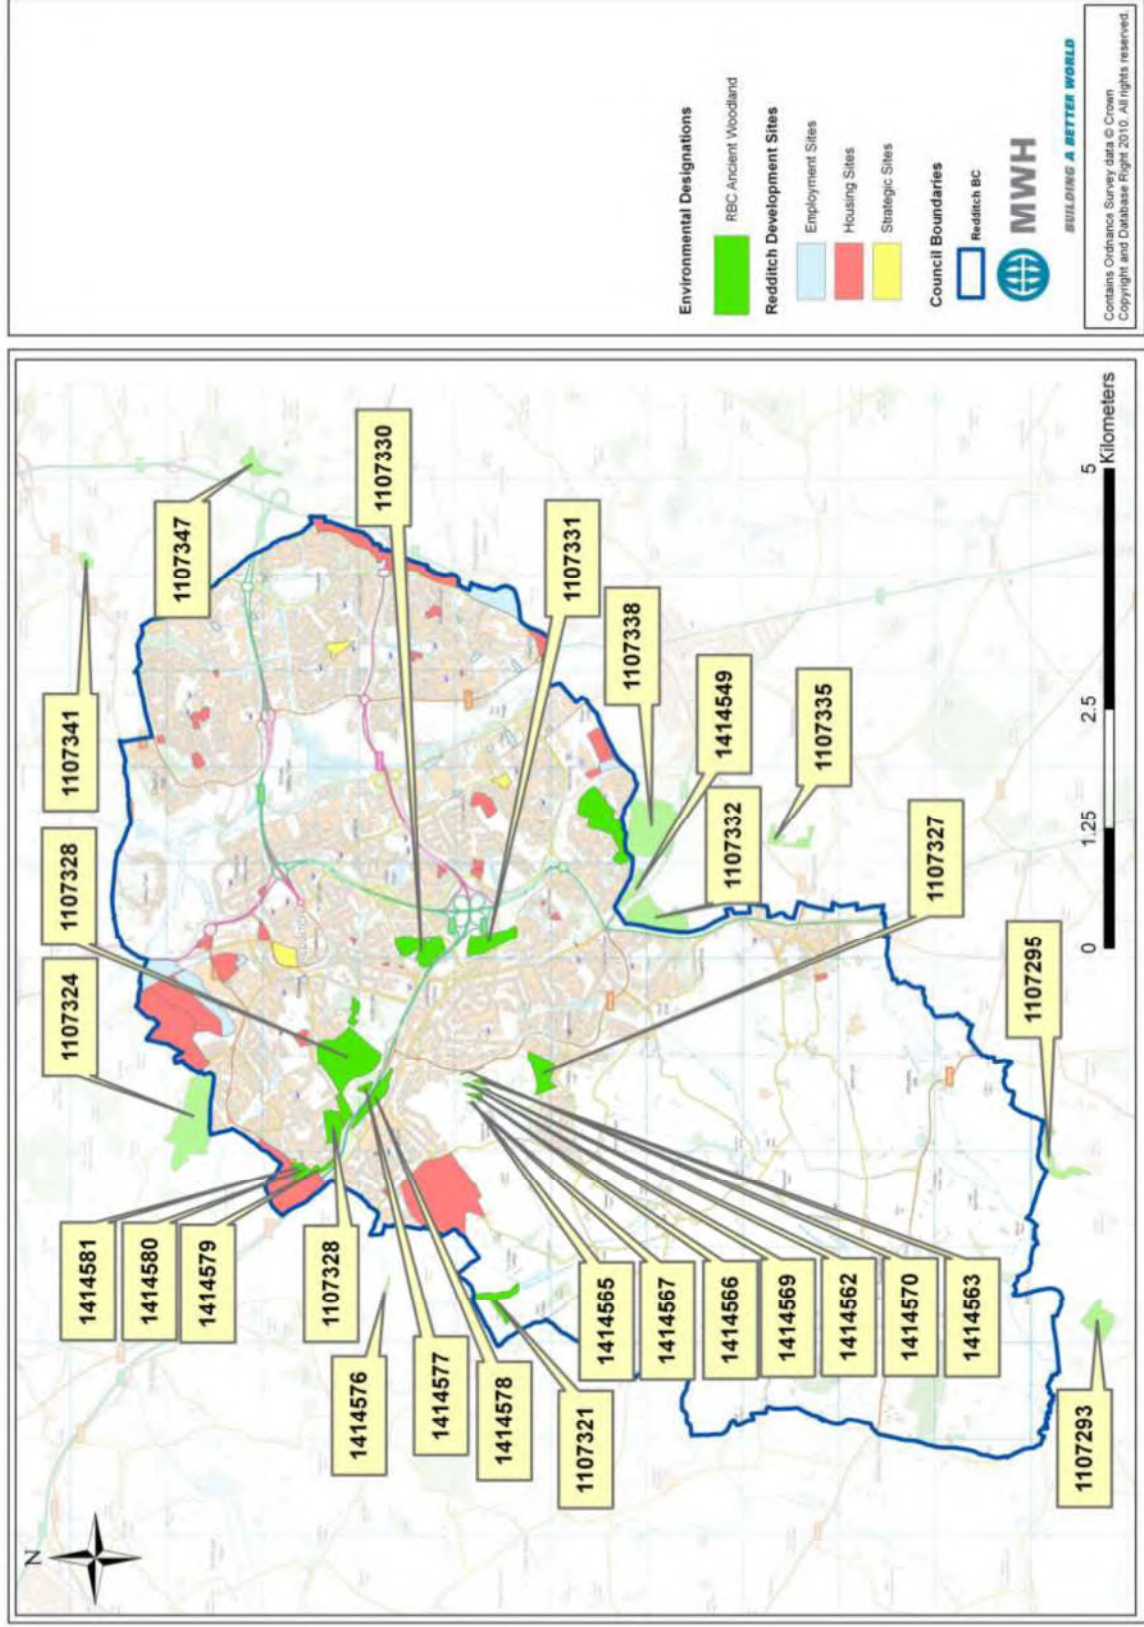 N
1107341
1107347
1107328
1107324
1107330
1107331
1107338
1414549
1107335
1107332
1107327
1107295
1414581
1414580
1414579
1107328
1414576
1414577
1414578
1107321
1414565
1414567
1414566
1414569
1414562
1414570
1414563
1107293
0
1.25
2.5
5
Kilometers
Environmental Designations
RBC Ancient Woodland
Redditch Development Sites
Employment Sites
Housing Sites
Strategic Sites
Council Boundaries
Redditch BC
MWH
BUILDING A BETTER WORLD
Contains Ordnance Survey data © Crown
Copyright and Database Right 2010. All rights reserved.